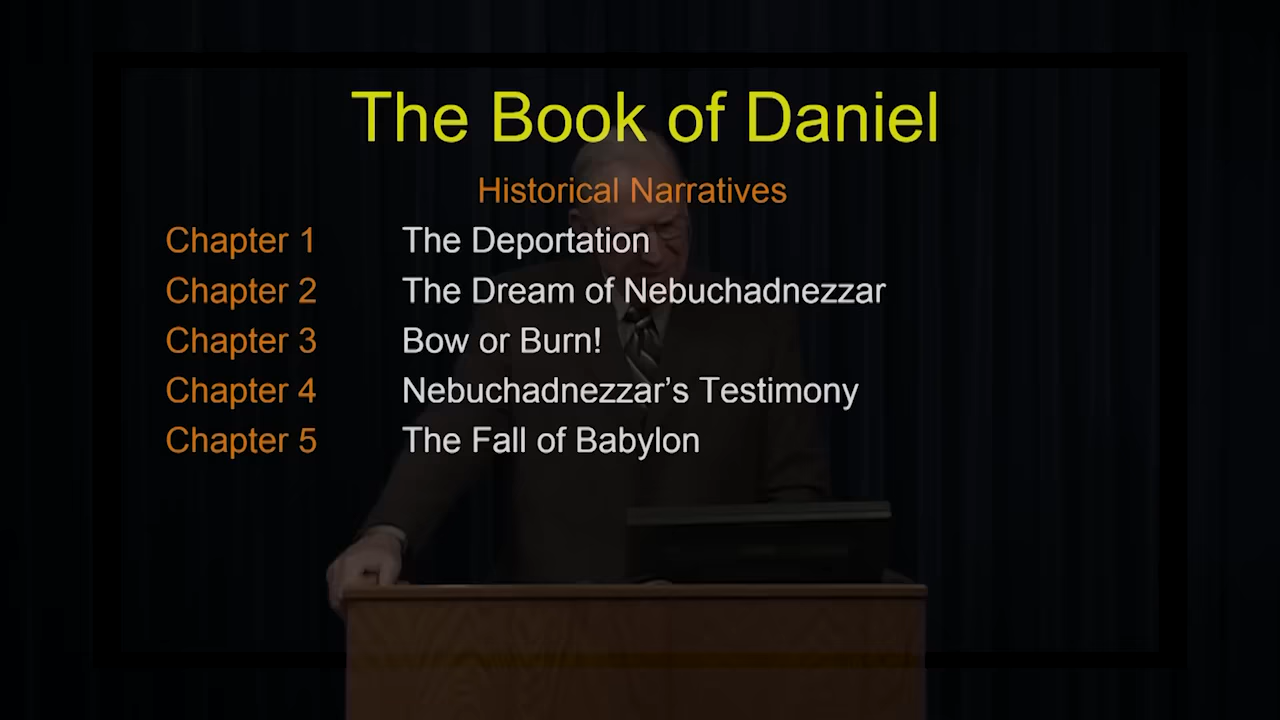 The Book of Daniel
Historical Narratives
Chapter 1 The Deportation
Chapter 2 The Dream of Nebuchadnezzar
Chapter 3 Bow or Burn!
Chapter 4 Nebuchadnezzar’s Testimony
Chapter 5 The Fall of Babylon